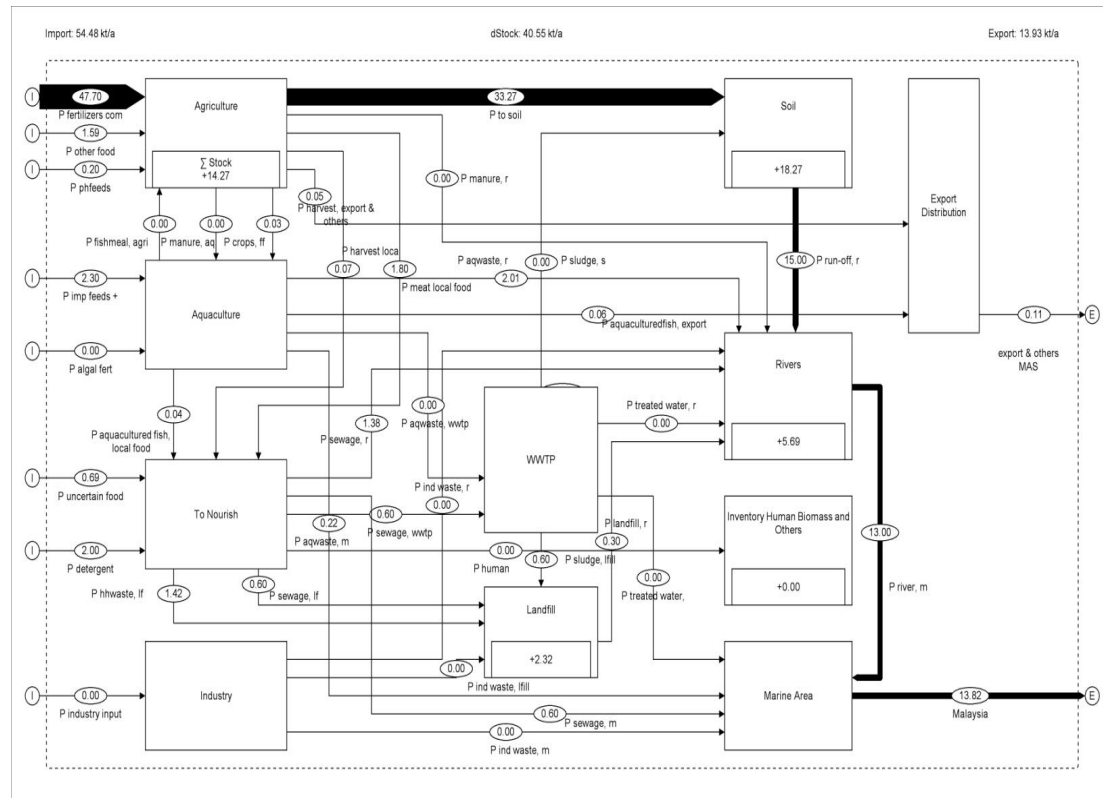 Import: 54.48 kt/a
dStock: 40.55 kt/a
Export: 13.93 kt/a
I
47.70
P fertilizers com
I
1.59
P other food
I
0.20
P phfeeds
Agriculture
∑ Stock
+14.27
33.27
P to soil
Soil
+18.27
Export
Distribution
0.00
P manure, r
0.05
P harvest, export &
others
0.00
P fishmeal, agri
0.00
P manure, aq
0.03
P crops, ff
P harvest loca
0.07
1.80
P meat local food
P aqwaste, r
2.01
0.00
P sludge, s
15.00
P run-off, r
I
2.30
P imp feeds +
I
0.00
P algal fert
Aquaculture
0.06
P aquaculturedfish, export
0.11
E
export & others
MAS
Rivers
+5.69
0.04
P aquacultured fish,
local food
1.38
P sewage, r
0.00
P aqwaste, wwtp
WWTP
P treated water, r
0.00
I
0.69
P uncertain food
I
2.00
P detergent
To Nourish
P ind waste, r
0.00
0.22
P aqwaste, m
0.60
P sewage, wwtp
P landfill, r
0.30
Inventory Human Biomass and
Others
+0.00
13.00
P river, m
0.00
P human
0.60
P sludge, lfill
0.00
P treated water,
P hhwaste, lf
1.42
0.60
P sewage, lf
Landfill
+2.32
I
0.00
P industry input
Industry
0.00
P ind waste, lfill
0.60
P sewage, m
0.00
P ind waste, m
Marine Area
13.82
E
Malaysia